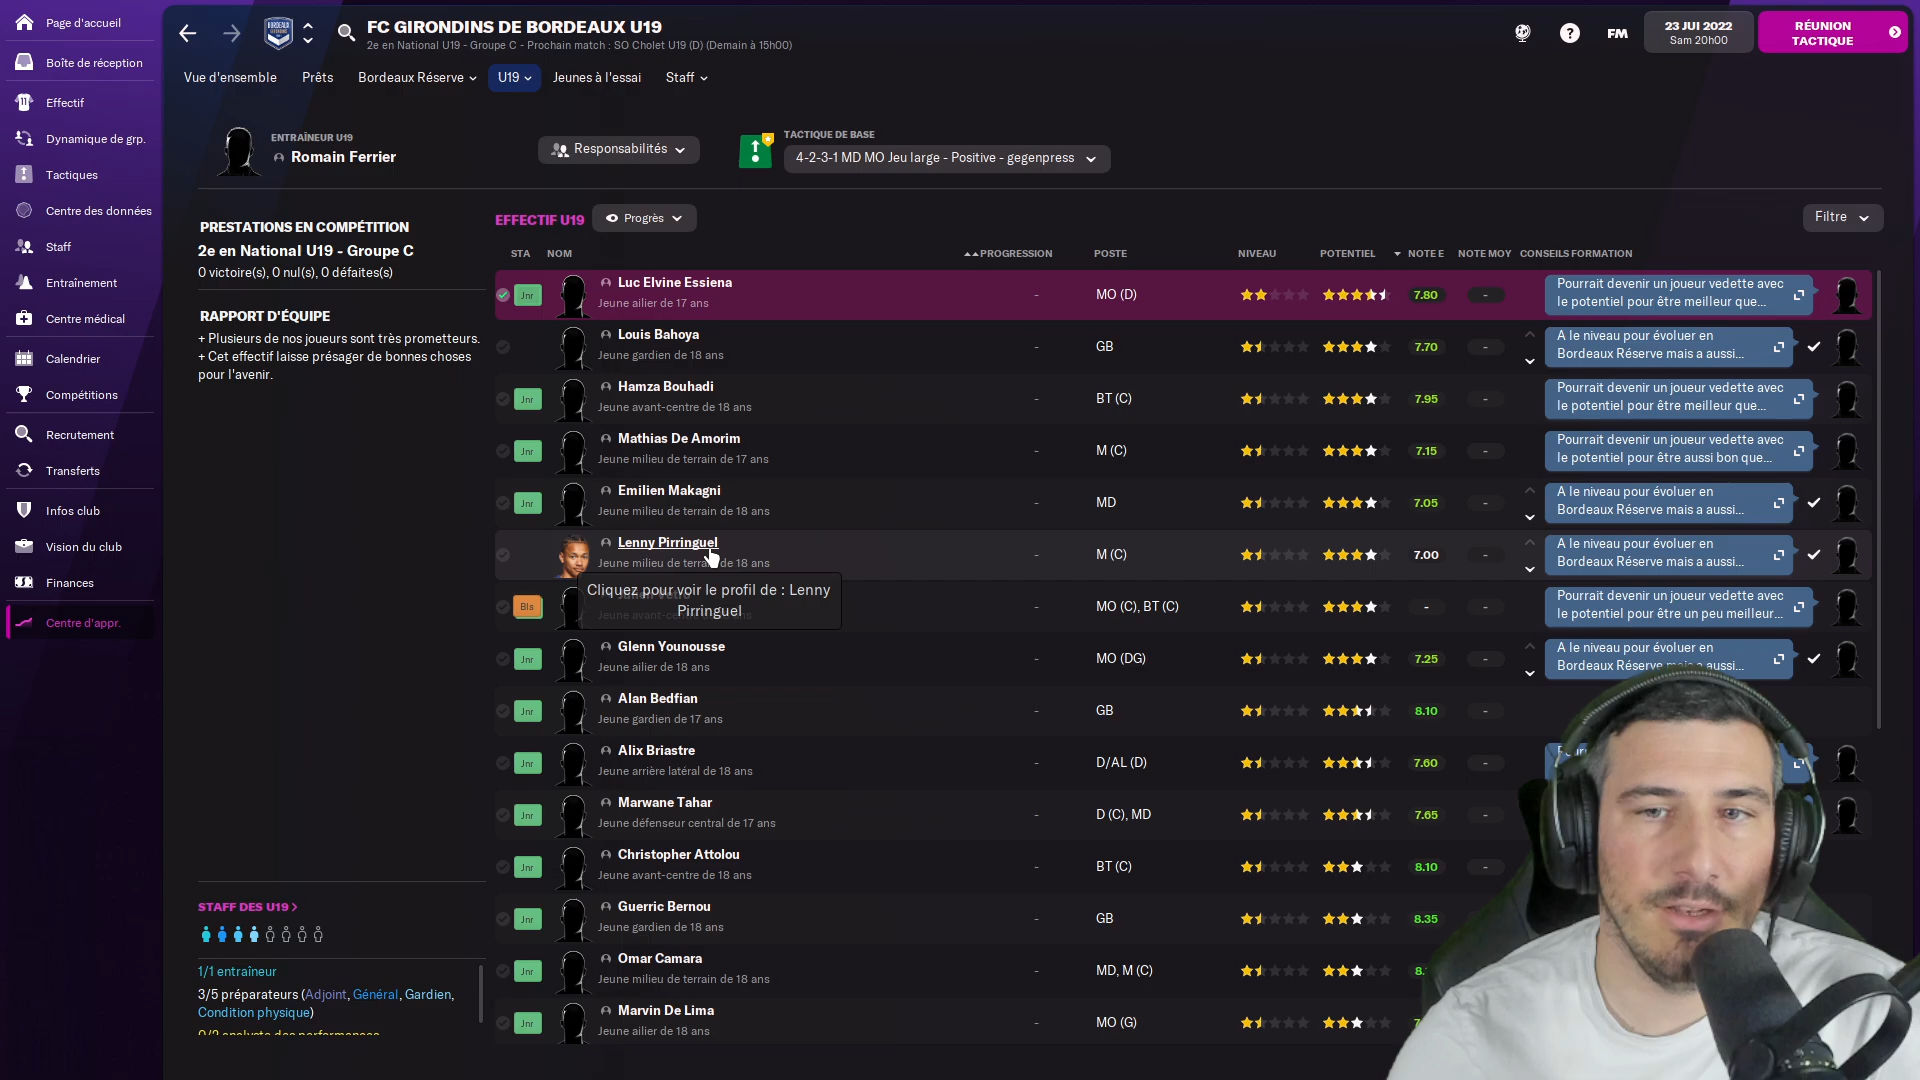 Page d'accueil
Boîte de réception
Effectif
Dynamique de grp.
Tactiques
Centre des données
Staff
Entraînement
Centre médical
Calendrier
Compétitions
Recrutement
Transferts
Infos club
Vision du club
Finances
Centre d'appr.
FC GIRONDINS DE BORDEAUX U19
2e en National U19 - Groupe C - Prochain match : SO Cholet U19 (D) (Demain à 15h00)
FM
23 JUI 2022
Sam 20h00
RÉUNION
TACTIQUE
Vue d'ensemble
Prêts
Bordeaux Réserve
U19
Jeunes à l'essai
Staff
ENTRAÎNEUR U19
Romain Ferrier
Responsabilités
TACTIQUE DE BASE
4-2-3-1 MD MO Jeu large - Positive - gegenpress
PRESTATIONS EN COMPÉTITION
2e en National U19 - Groupe C
0 victoire(s), 0 nul(s), 0 défaites(s)
RAPPORT D'ÉQUIPE
+ Plusieurs de nos joueurs sont très prometteurs.
+ Cet effectif laisse présager de bonnes choses
pour l'avenir.
STAFF DES U19 >
1/1 entraîneur
3/5 préparateurs (Adjoint, Général, Gardien,
Condition physique)
0/2 analyste des performances
EFFECTIF U19
Progrès
Filtre
STA NOM PROGRESSION POSTE NIVEAU POTENTIEL NOTE E NOTE MOY CONSEILS FORMATION
Jnr Luc Elvine Essiena - MO (D) 7.80 - Pourrait devenir un joueur vedette avec
Jeune ailier de 17 ans le potentiel pour être meilleur que...
Louis Bahoya - GB 7.70 - A le niveau pour évoluer en
Jeune gardien de 18 ans Bordeaux Réserve mais a aussi...
Jnr Hamza Bouhadi - BT (C) 7.95 - Pourrait devenir un joueur vedette avec
Jeune avant-centre de 18 ans le potentiel pour être meilleur que...
Jnr Mathias De Amorim - M (C) 7.15 - Pourrait devenir un joueur vedette avec
Jeune milieu de terrain de 17 ans le potentiel pour être aussi bon que...
Jnr Emilien Makagni - MD 7.05 - A le niveau pour évoluer en
Jeune milieu de terrain de 18 ans Bordeaux Réserve mais a aussi...
Lenny Pirringuel - M (C) 7.00 - A le niveau pour évoluer en
Jeune milieu de terrain de 18 ans Bordeaux Réserve mais a aussi...
Cliquez pour voir le profil de : Lenny
Pirringuel
Bls - MO (C), BT (C) - - Pourrait devenir un joueur vedette avec
le potentiel pour être un peu meilleur...
Jnr Glenn Younousse - MO (DG) 7.25 - A le niveau pour évoluer en
Jeune ailier de 18 ans Bordeaux Réserve mais a aussi...
Jnr Alan Bedfian - GB 8.10 -
Jeune gardien de 17 ans
Jnr Alix Briastre - D/AL (D) 7.60 -
Jeune arrière latéral de 18 ans
Jnr Marwane Tahar - D (C), MD 7.65 -
Jeune défenseur central de 17 ans
Jnr Christopher Attolou - BT (C) 8.10 -
Jeune avant-centre de 18 ans
Jnr Guerric Bernou - GB 8.35
Jeune gardien de 18 ans
Jnr Omar Camara - MD, M (C)
Jeune milieu de terrain de 18 ans
Jnr Marvin De Lima - MO (G)
Jeune ailier de 18 ans